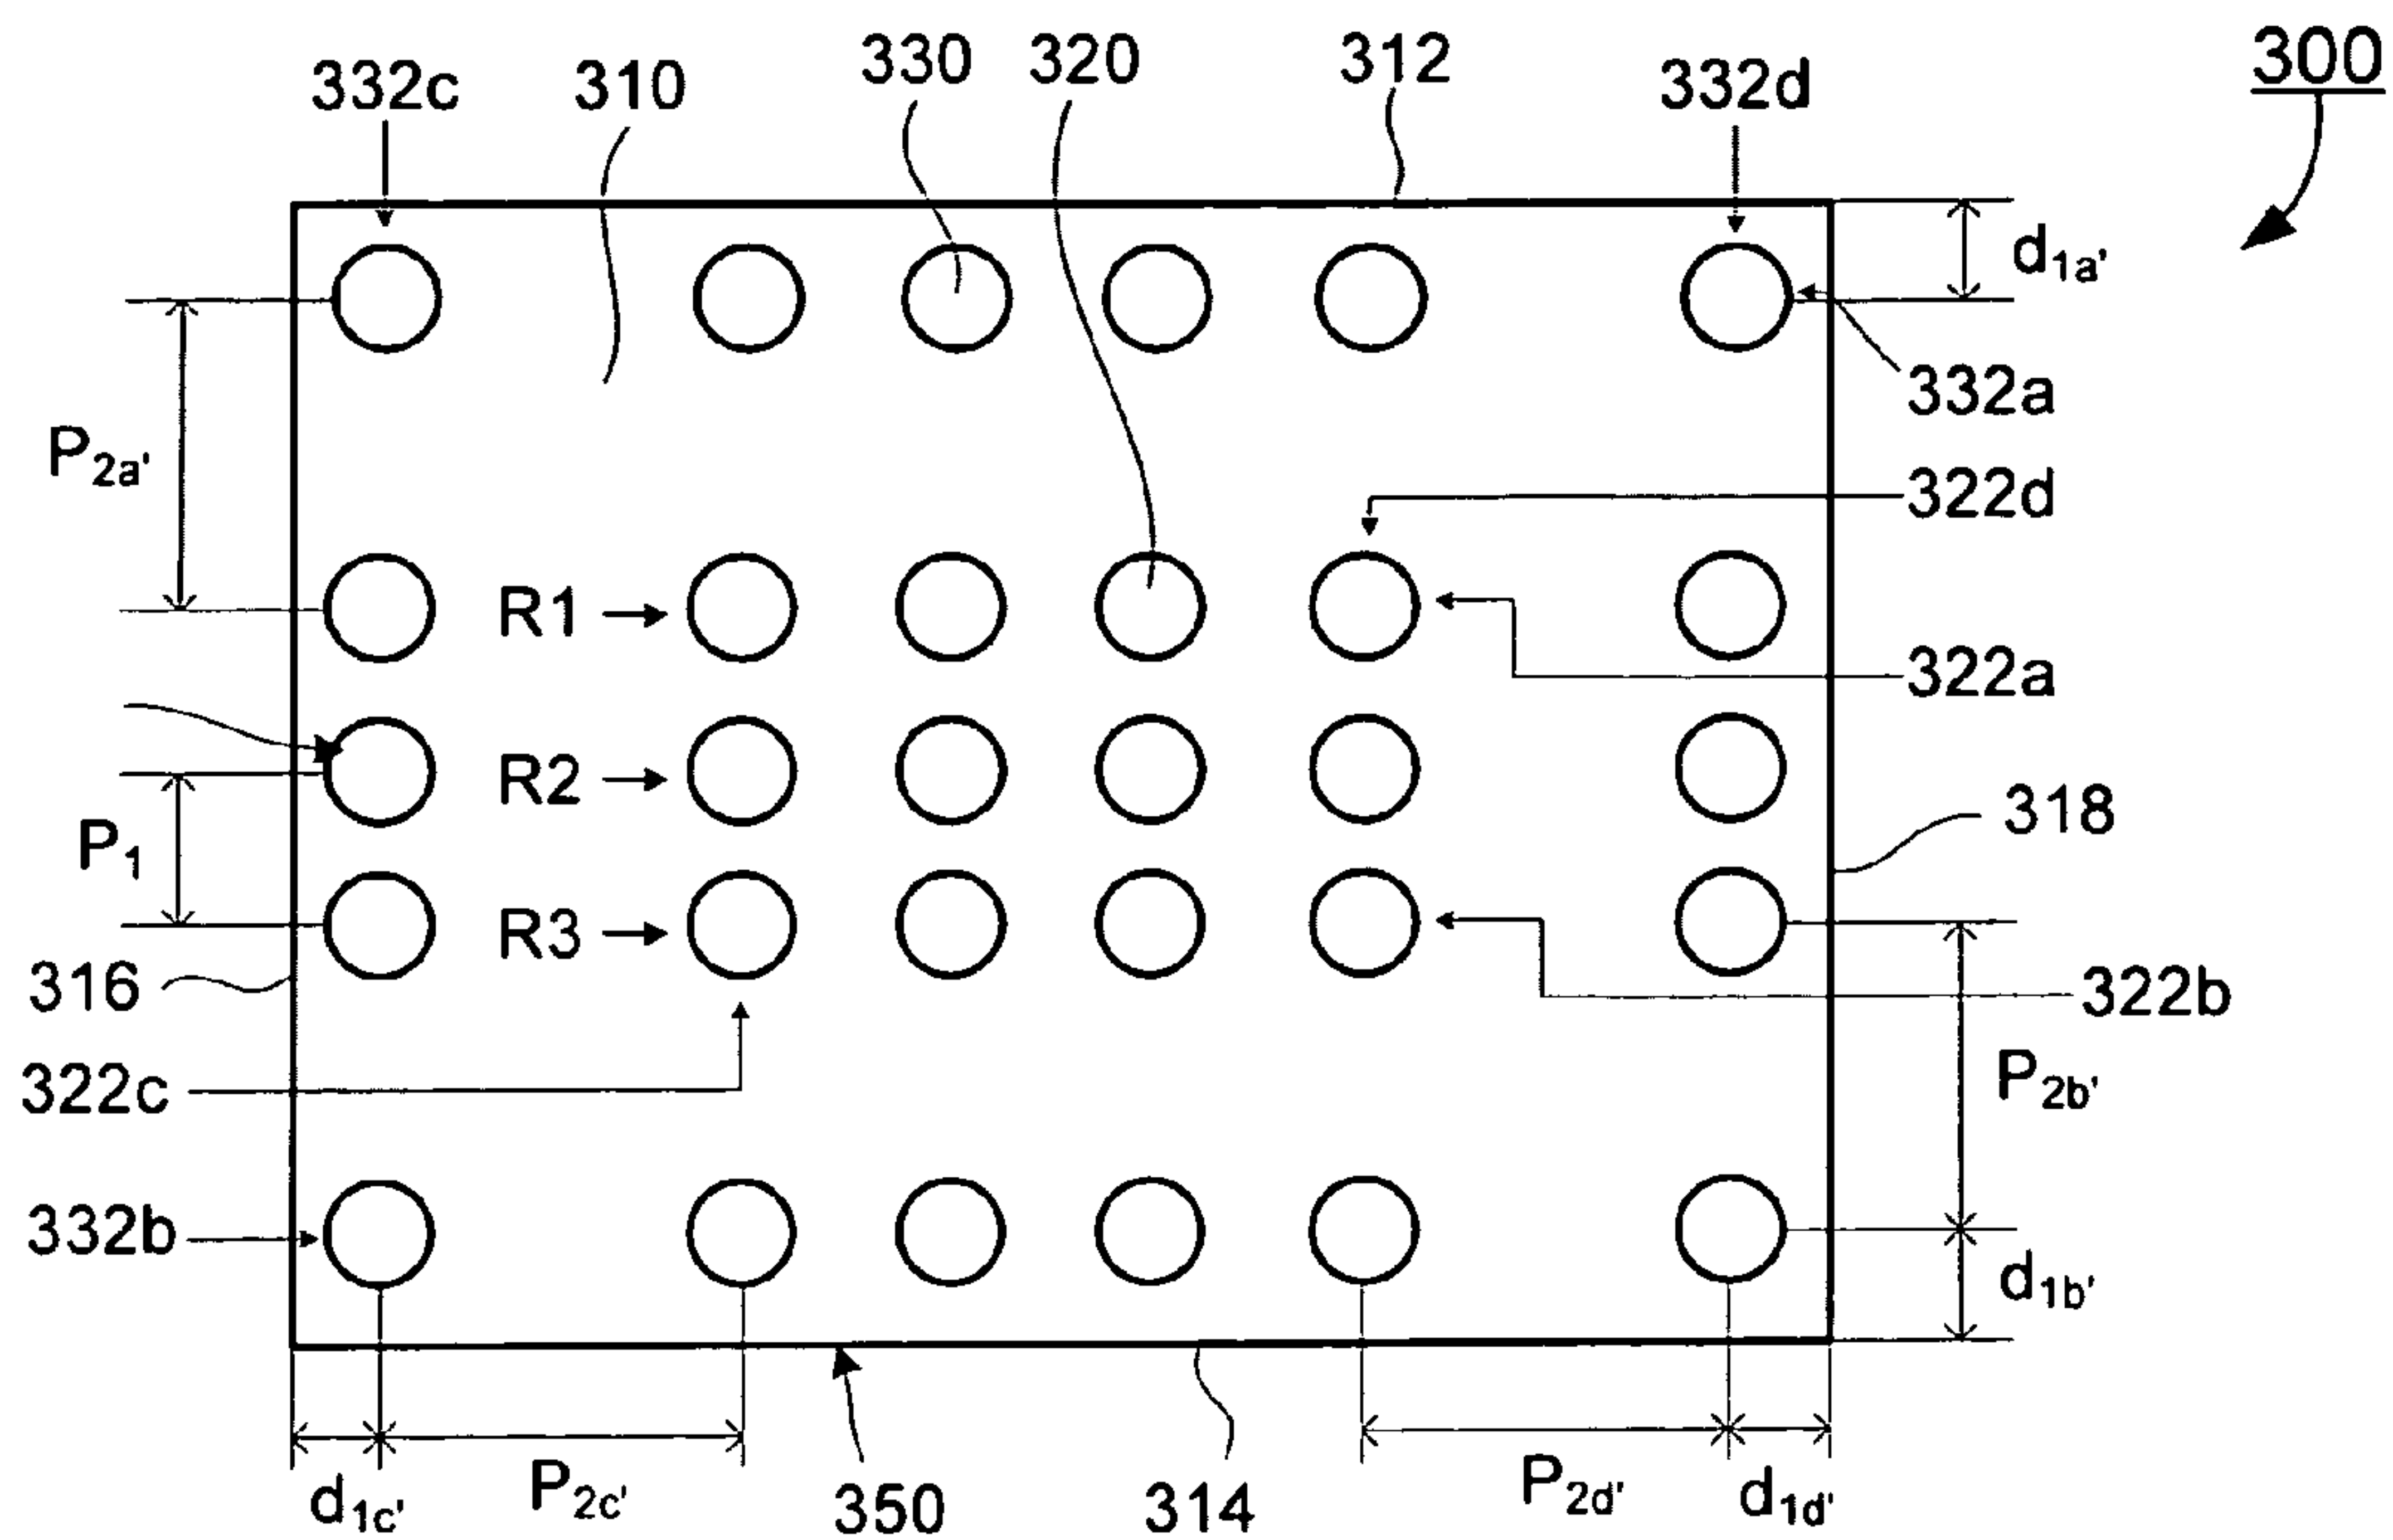 300
330
320
312
332c
310
332d
d1a'
332a
P2a'
322d
R1
322a
R2
318
P1
R3
316
322b
P2b'
322c
332b
d1b'
P2c'
P2d'
d1c'
350
314
d1d'